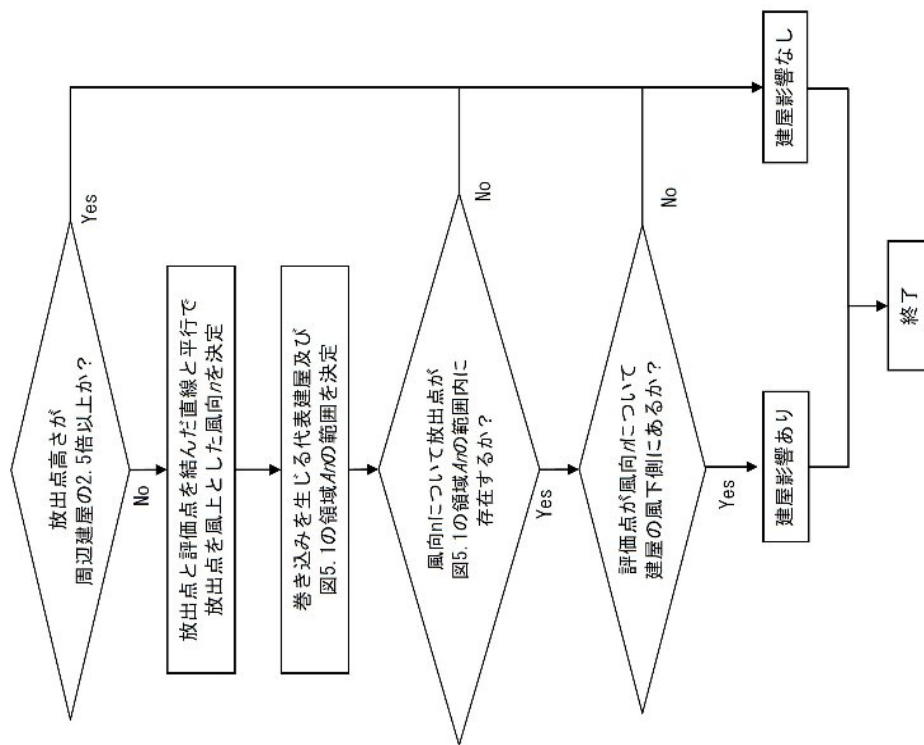 放出点高さが
周辺建屋の2.5倍以上か？
Yes
No
放出点と評価点を結んだ直線と平行で
放出点を風上とした風向nを決定
巻き込みを生じる代表建屋及び
図5.1の領域Anの範囲を決定
風向nについて放出点が
図5.1の領域Anの範囲内に
存在するか？
No
Yes
評価点が風向nについて
建屋の風下側にあるか？
No
Yes
建屋影響あり
建屋影響なし
終了